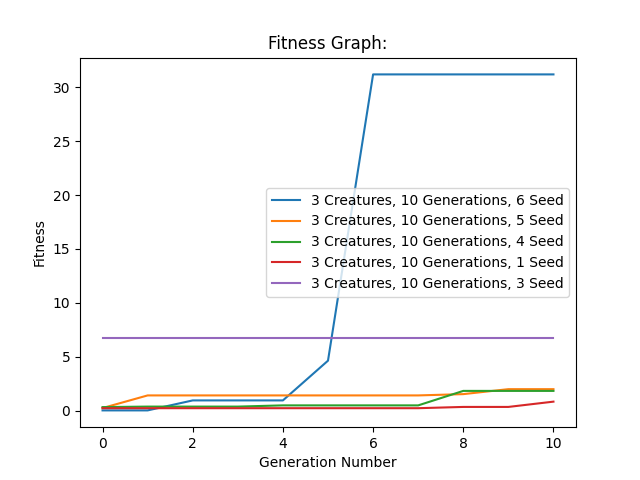 Fitness Graph:
30
25
20
15
10
5
0
Fitness
3 Creatures, 10 Generations, 6 Seed
3 Creatures, 10 Generations, 5 Seed
3 Creatures, 10 Generations, 4 Seed
3 Creatures, 10 Generations, 1 Seed
3 Creatures, 10 Generations, 3 Seed
0 2 4 6 8 10
Generation Number